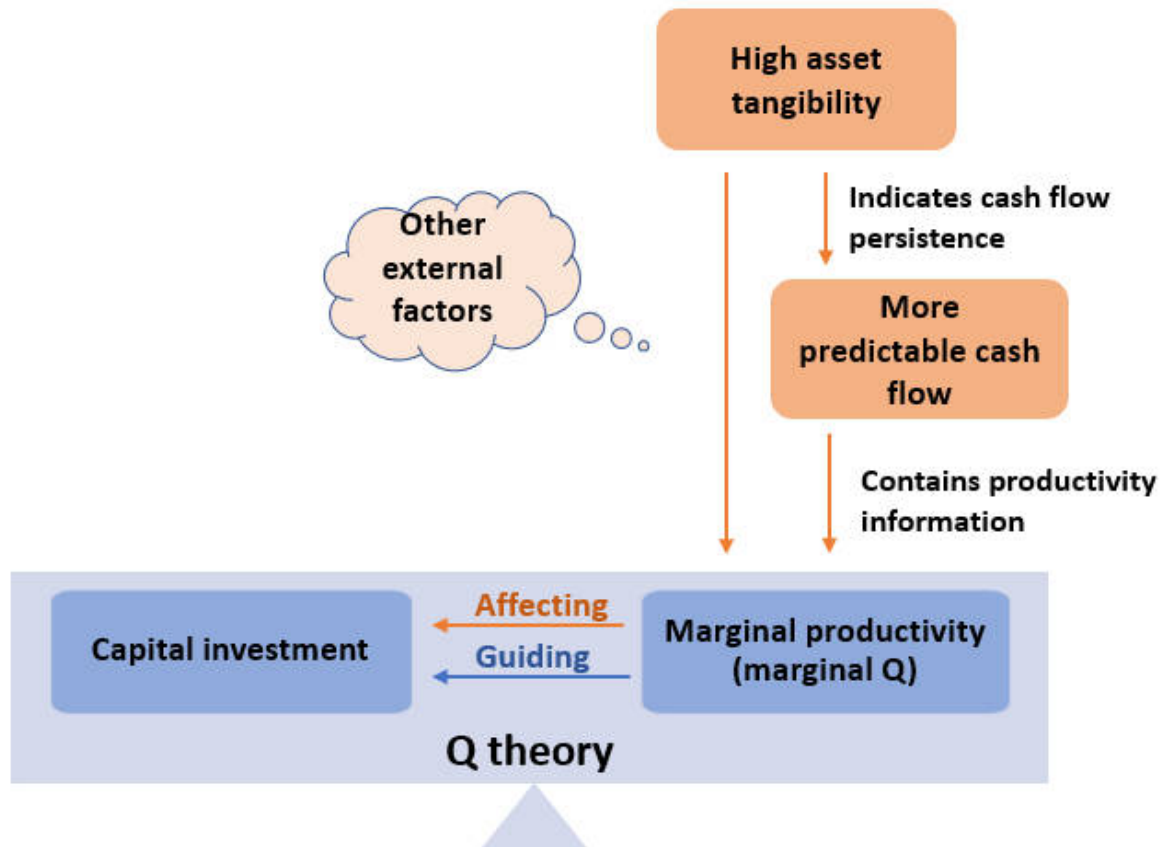 High asset
tangibility
Indicates cash flow
persistence
Other
external
factors
More
predictable cash
flow
Contains productivity
information
Affecting
Guiding
Capital investment
Marginal productivity
(marginal Q)
Q theory